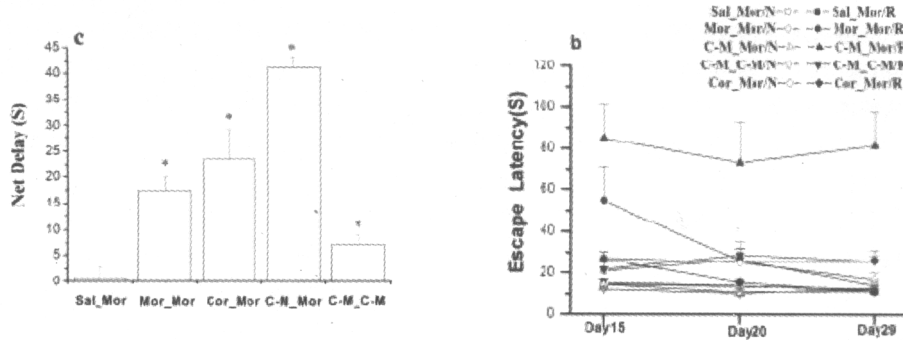 c
Net Delay (S)
45
40
35
30
25
20
15
10
5
0
*
*
*
*
*
Sal_Mor Mor_Mor Cor_Mor C-N_Mor C-M_C-M
Sal_Mor/N Sal_Mor/R
Mor_Mor/N Mor_Mor/R
C-M_Mor/N C-M_Mor/R
C-M_C-M/N C-M_C-M/R
Cor_Mor/N Cor_Mor/R
b
Escape Latency(S)
120
100
80
60
40
20
0
Day15 Day20 Day29